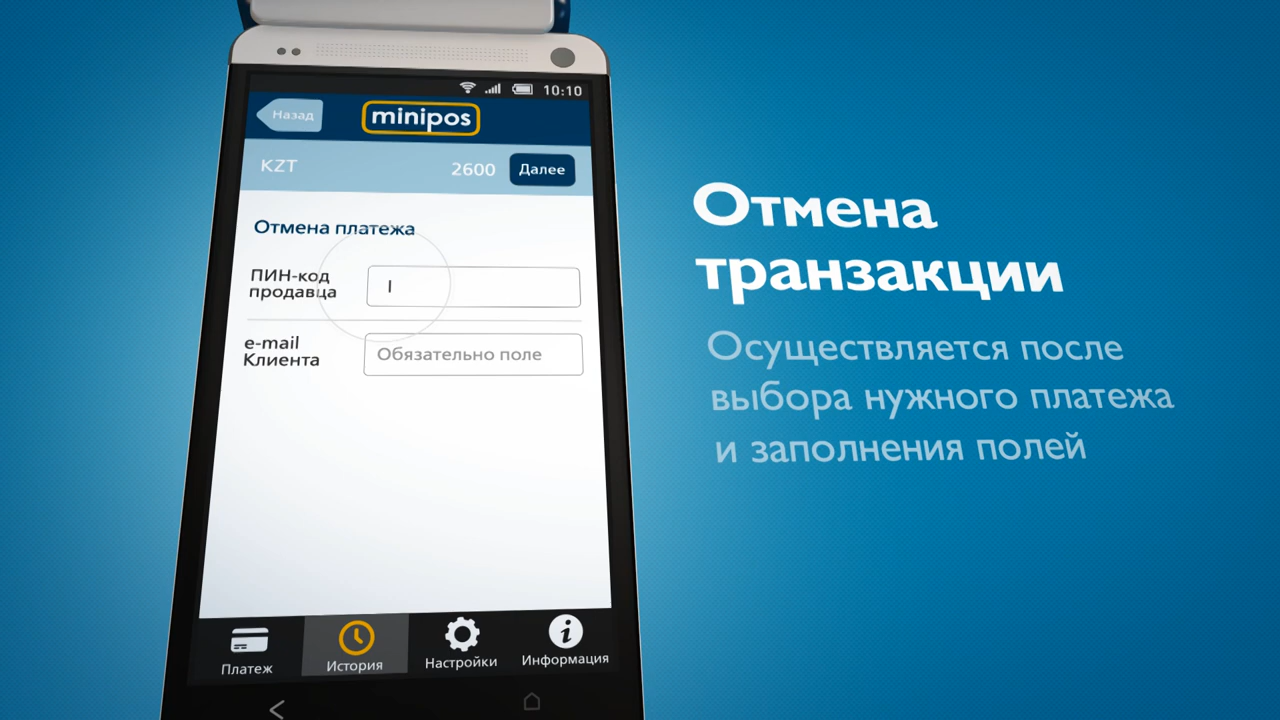 10:10
Назад
minipos
KZT 2600 Далее
Отмена платежа
ПИН-код
продавца
e-mail
Клиента
Обязательно поле
Платеж История Настройки Информация
Отмена
транзакции
Осуществляется после
выбора нужного платежа
и заполнения полей